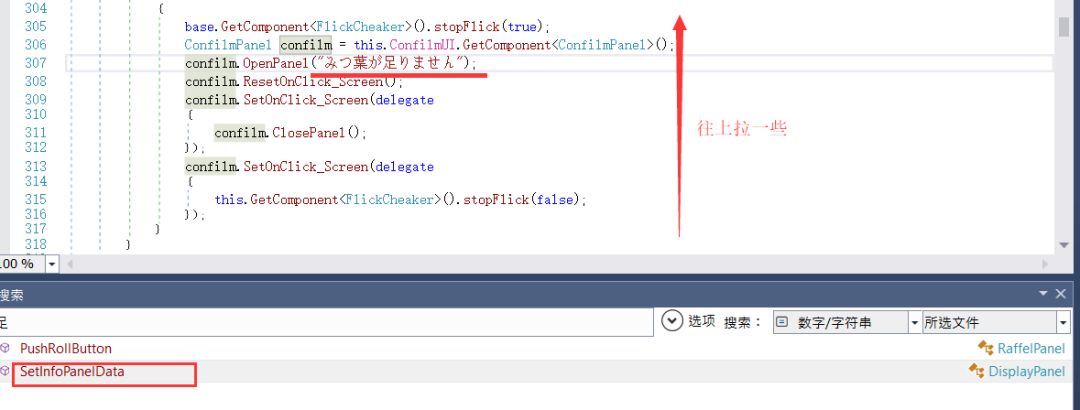 304 {
305 base.GetComponent<FlickCheaker>().stopFlick(true);
306 ConfilmPanel confilm = this.ConfilmUI.GetComponent<ConfilmPanel>();
307 confilm.OpenPanel("みつ葉が足りません");
308 confilm.ResetOnClick_Screen();
309 confilm.SetOnClick_Screen(delegate
310 {
311 confilm.ClosePanel();
312 });
313 confilm.SetOnClick_Screen(delegate
314 {
315 this.GetComponent<FlickCheaker>().stopFlick(false);
316 });
317 }
318 }
往上拉一些
100 %
搜索
足 选项 搜索： 数字/字符串 所选文件
PushRollButton RaffelPanel
SetInfoPanelData DisplayPanel